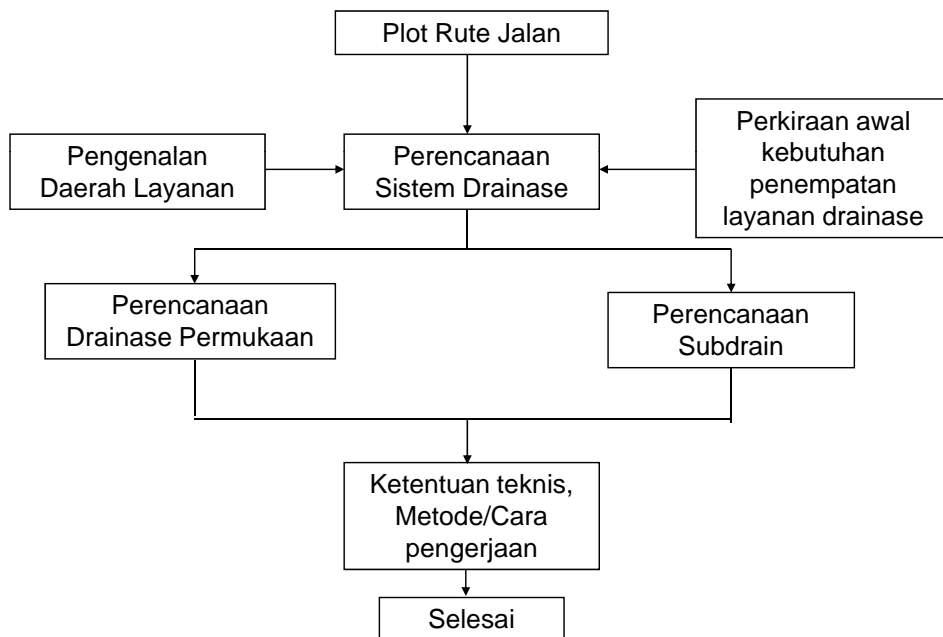 Plot Rute Jalan
Pengenalan
Daerah Layanan
Perencanaan
Sistem Drainase
Perkiraan awal
kebutuhan
penempatan
layanan drainase
Perencanaan
Drainase Permukaan
Perencanaan
Subdrain
Ketentuan teknis,
Metode/Cara
pengerjaan
Selesai